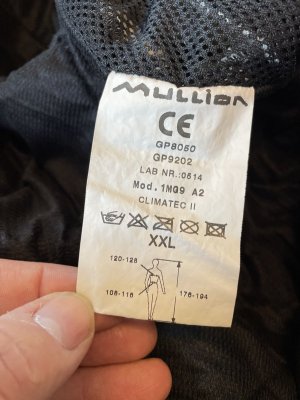 Mullion
CE
GP8050
GP9202
LAB NR.:0514
Mod. 1MG9 A2
CLIMATEC II
XXL
120-128
108-116
176-194